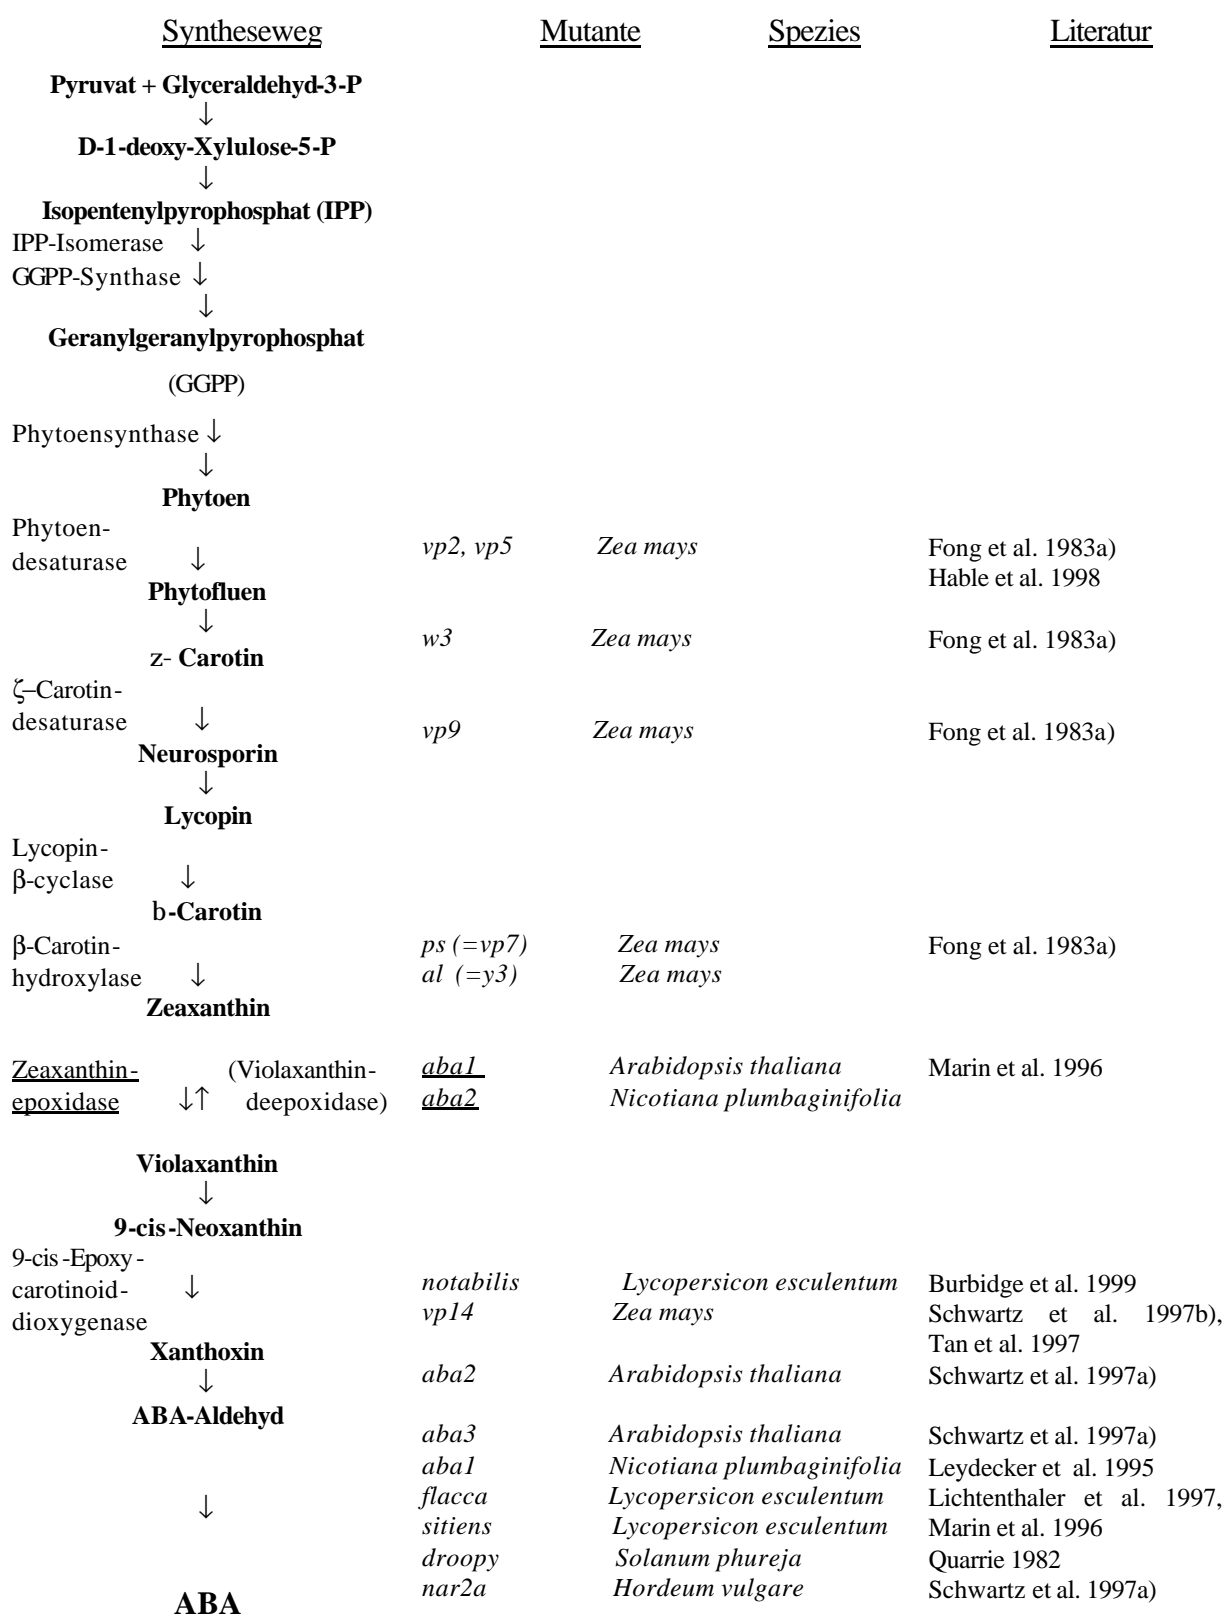 Syntheseweg Mutante Spezies Literatur
Pyruvat + Glyceraldehyd-3-P
↓
D-1-deoxy-Xylulose-5-P
↓
Isopentenylpyrophosphat (IPP)
IPP-Isomerase ↓
GGPP-Synthase ↓
↓
Geranylgeranylpyrophosphat
(GGPP)
Phytoensynthase ↓
↓
Phytoen
Phytoen-
desaturase ↓ vp2, vp5 Zea mays Fong et al. 1983a)
Phytofluen Hable et al. 1998
↓ w3 Zea mays Fong et al. 1983a)
z- Carotin
ζ–Carotin-
desaturase ↓ vp9 Zea mays Fong et al. 1983a)
Neurosporin
↓
Lycopin
Lycopin-
β-cyclase ↓
b-Carotin
β-Carotin- ps (=vp7) Zea mays Fong et al. 1983a)
hydroxylase ↓ al (=y3) Zea mays
Zeaxanthin
Zeaxanthin- (Violaxanthin- aba1 Arabidopsis thaliana Marin et al. 1996
epoxidase ↓↑ deepoxidase) aba2 Nicotiana plumbaginifolia
Violaxanthin
↓
9-cis-Neoxanthin
9-cis-Epoxy-
carotinoid- ↓ notabilis Lycopersicon esculentum Burbidge et al. 1999
dioxygenase vp14 Zea mays Schwartz et al. 1997b),
Xanthoxin Tan et al. 1997
↓ aba2 Arabidopsis thaliana Schwartz et al. 1997a)
ABA-Aldehyd
aba3 Arabidopsis thaliana Schwartz et al. 1997a)
aba1 Nicotiana plumbaginifolia Leydecker et al. 1995
↓ flacca Lycopersicon esculentum Lichtenthaler et al. 1997,
sitiens Lycopersicon esculentum Marin et al. 1996
droopy Solanum phureja Quarrie 1982
nar2a Hordeum vulgare Schwartz et al. 1997a)
ABA